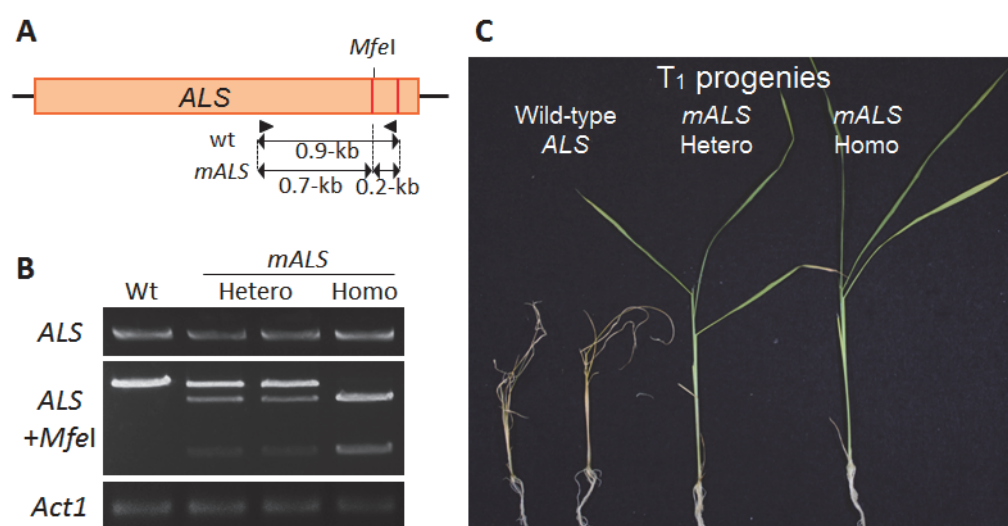 A
MfeI
ALS
wt
0.9-kb
mALS
0.7-kb
0.2-kb
B
mALS
Wt
Hetero
Homo
ALS
ALS
+MfeI
Act1
C
T1 progenies
Wild-type
ALS
mALS
Hetero
mALS
Homo